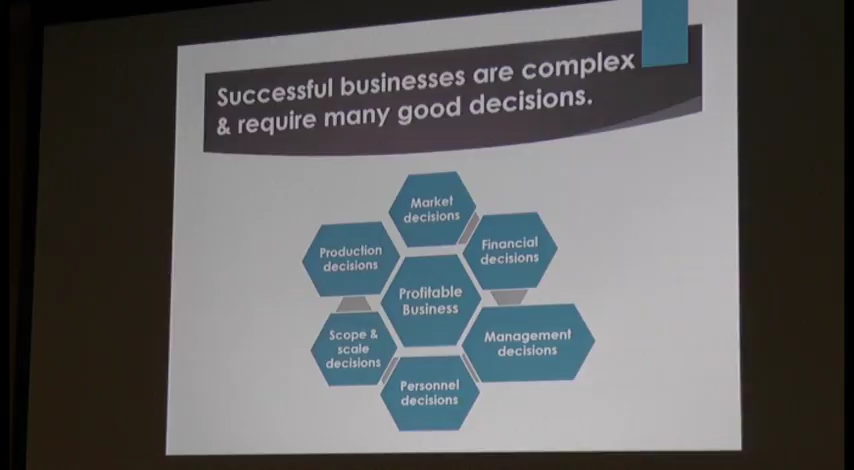 Successful businesses are complex
& require many good decisions.
Market
decisions
Production
decisions
Financial
decisions
Profitable
Business
Scope &
scale
decisions
Management
decisions
Personnel
decisions